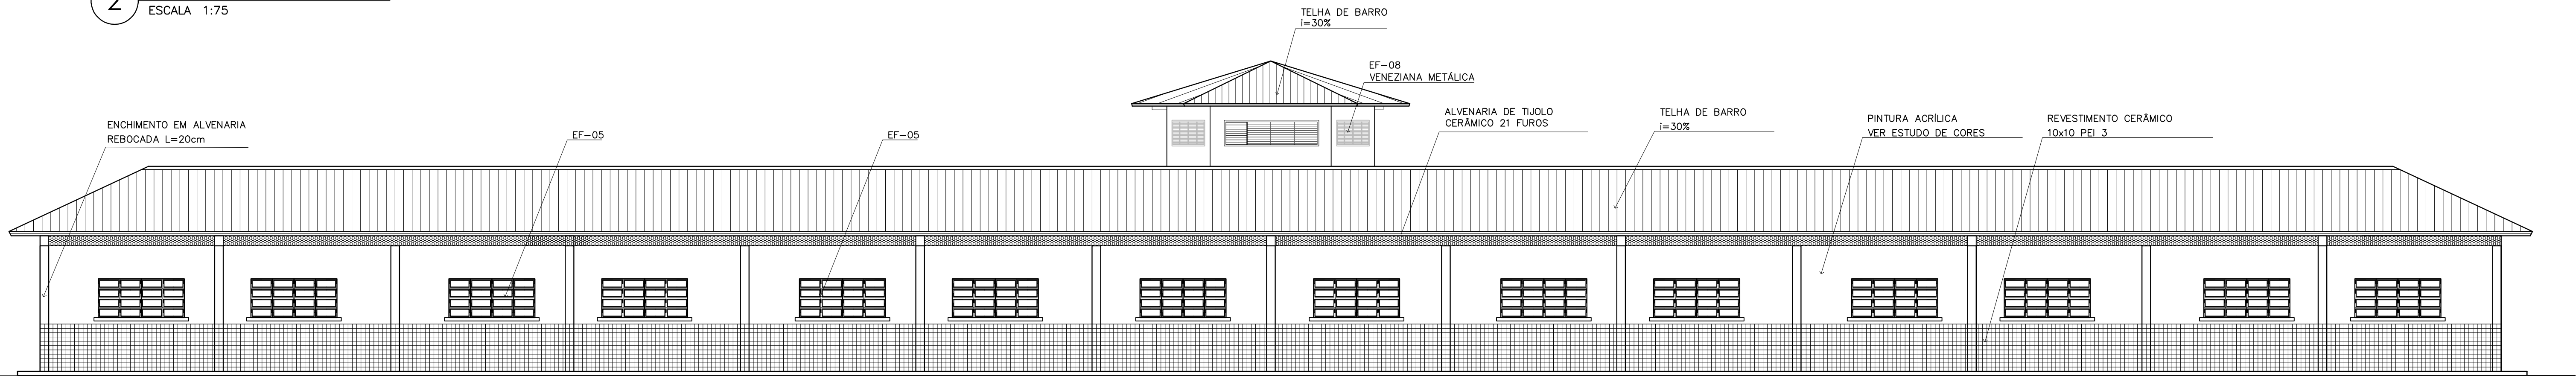 2
ESCALA 1:75
TELHA DE BARRO
i=30%
EF-08
VENEZIANA METÁLICA
ENCHIMENTO EM ALVENARIA
REBOCADA L=20cm
EF-05
EF-05
ALVENARIA DE TIJOLO
CERÂMICO 21 FUROS
TELHA DE BARRO
i=30%
PINTURA ACRÍLICA
VER ESTUDO DE CORES
REVESTIMENTO CERÂMICO
10x10 PEI 3